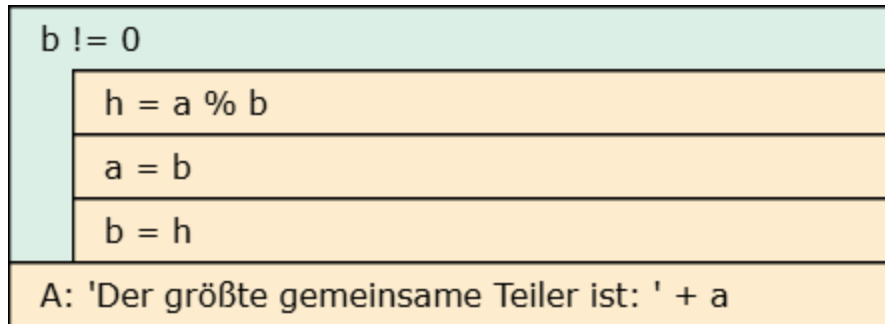 b != 0
h = a % b
a = b
b = h
A: 'Der größte gemeinsame Teiler ist: ' + a